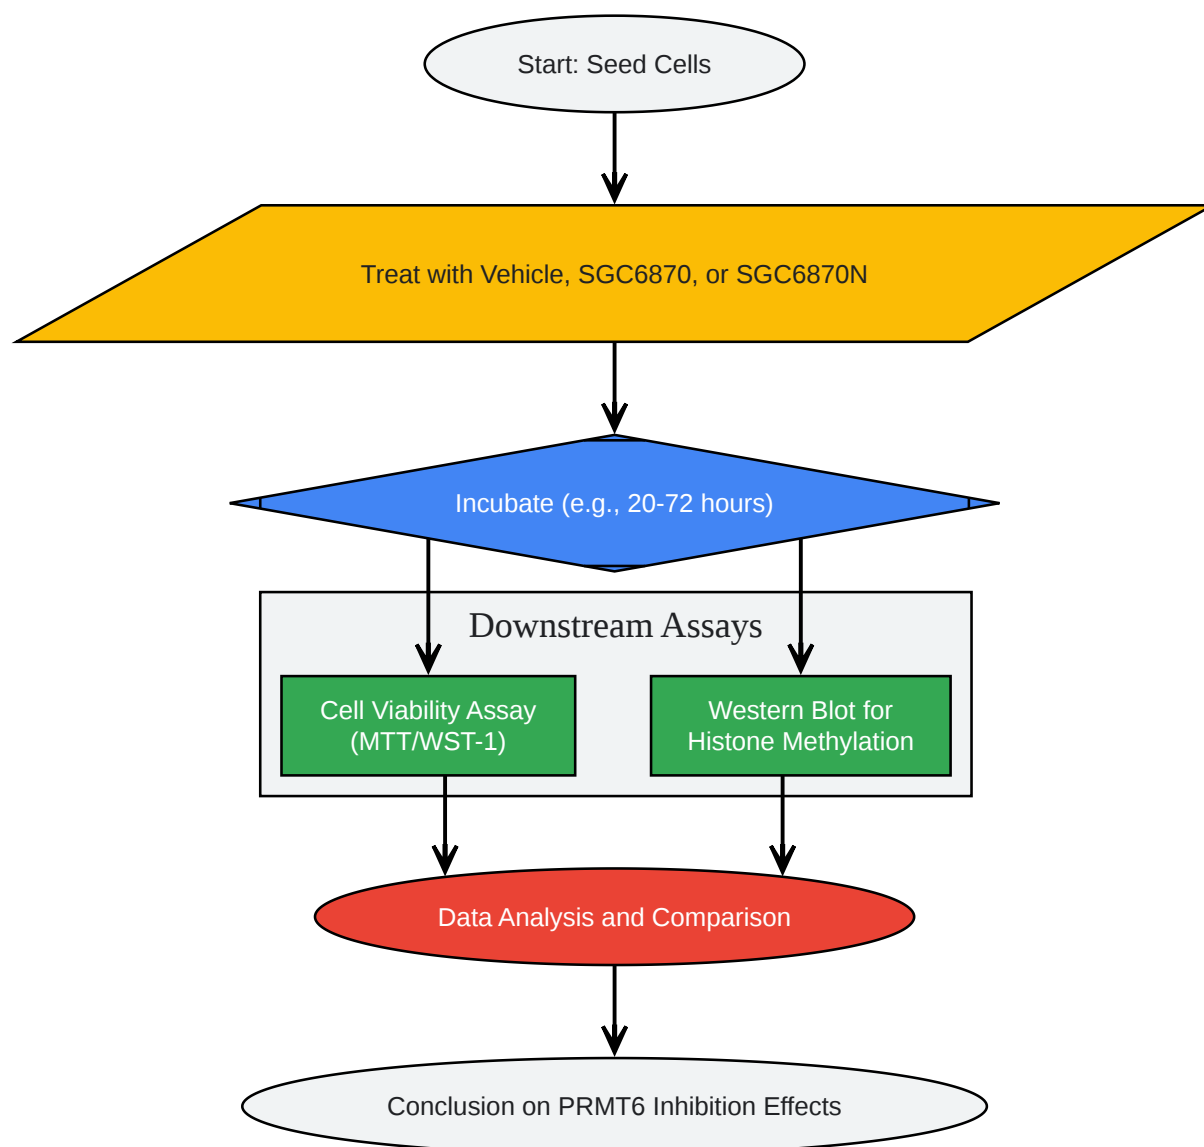 Start: Seed Cells
Treat with Vehicle, SGC6870, or SGC6870N
Incubate (e.g., 20-72 hours)
Downstream Assays
Cell Viability Assay
(MTT/WST-1)
Western Blot for
Histone Methylation
Data Analysis and Comparison
Conclusion on PRMT6 Inhibition Effects